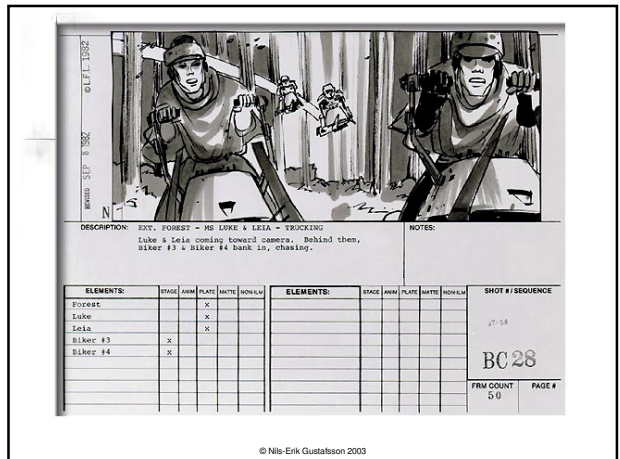 © L.F.L. 1982
REVISED SEP 8 1982
N
DESCRIPTION: EXT. FOREST - MS LUKE & LEIA - TRUCKING
Luke & Leia coming toward camera. Behind them,
Biker #3 & Biker #4 bank in, chasing.
NOTES:
ELEMENTS: STAGE ANIM PLATE MATTE NON-ILM ELEMENTS: STAGE ANIM PLATE MATTE NON-ILM SHOT # / SEQUENCE
Forest x
Luke x
Leia x
Biker #3 x
Biker #4 x
BC 28
FRM COUNT PAGE #
50
© Nils-Erik Gustafsson 2003